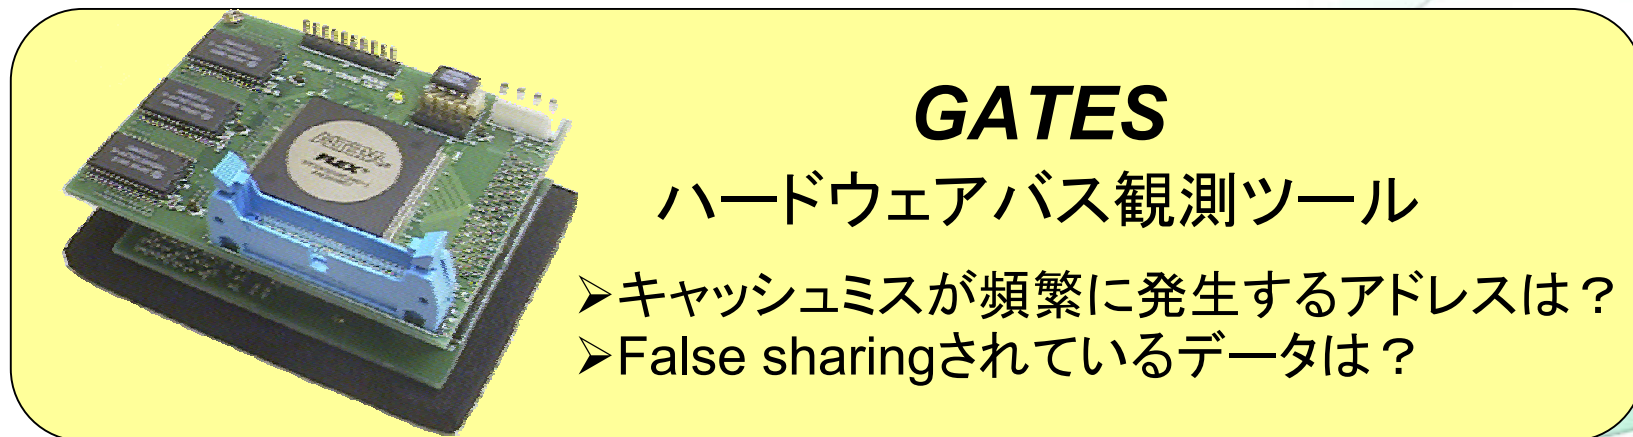 GATES
ハードウェアバス観測ツール
➢キャッシュミスが頻繁に発生するアドレスは？
➢False sharingされているデータは？
ALTERA
FLEX